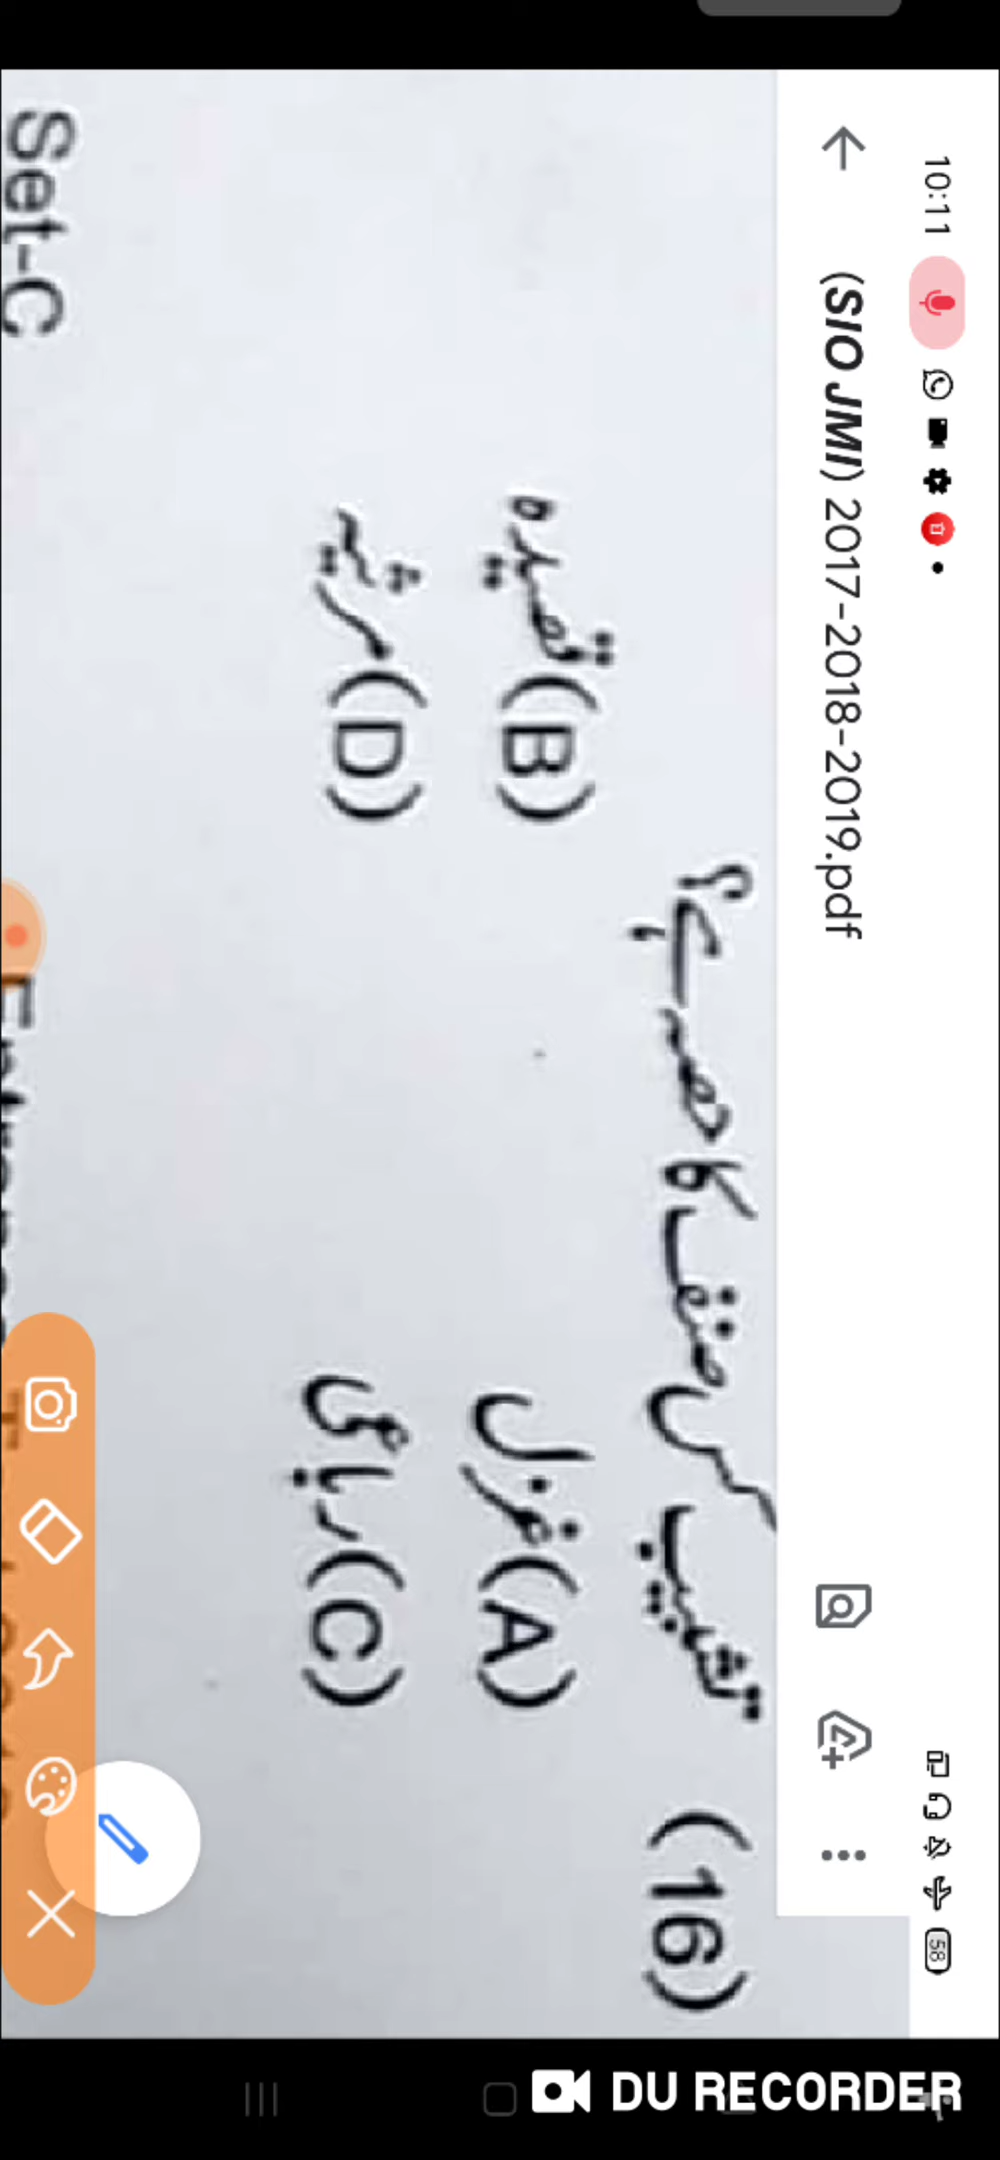 10:11
58
(SIO JMI) 2017-2018-2019.pdf
(16) تشبیب کس صنف کا حصہ ہے؟
(A) غزل (B) قصیدہ
(C) رباعی (D) مرثیہ
Set-C
DU RECORDER